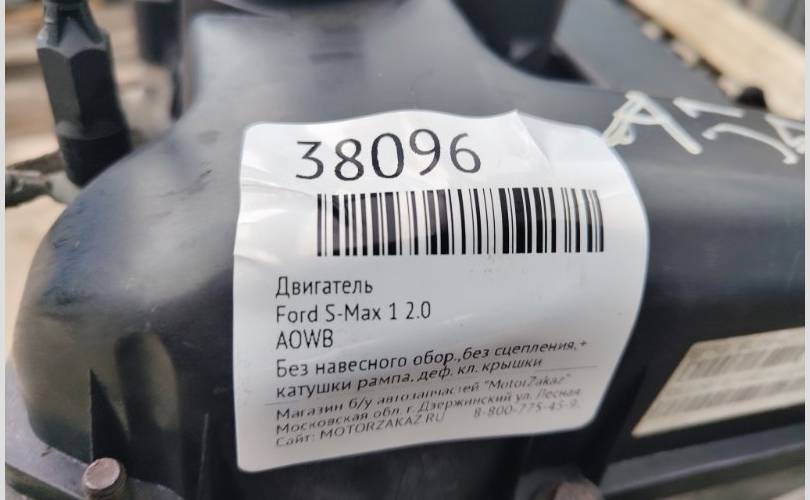 38096
Двигатель
Ford S-Max 1 2.0
AOWB
Без навесного обор.,без сцепления,+
катушки рампа, деф. кл. крышки
Магазин б/у автозапчастей "MotorZakaz"
Московская обл. г. Дзержинский ул. Лесная
Сайт: MOTORZAKAZ.RU 8-800-775-45-9